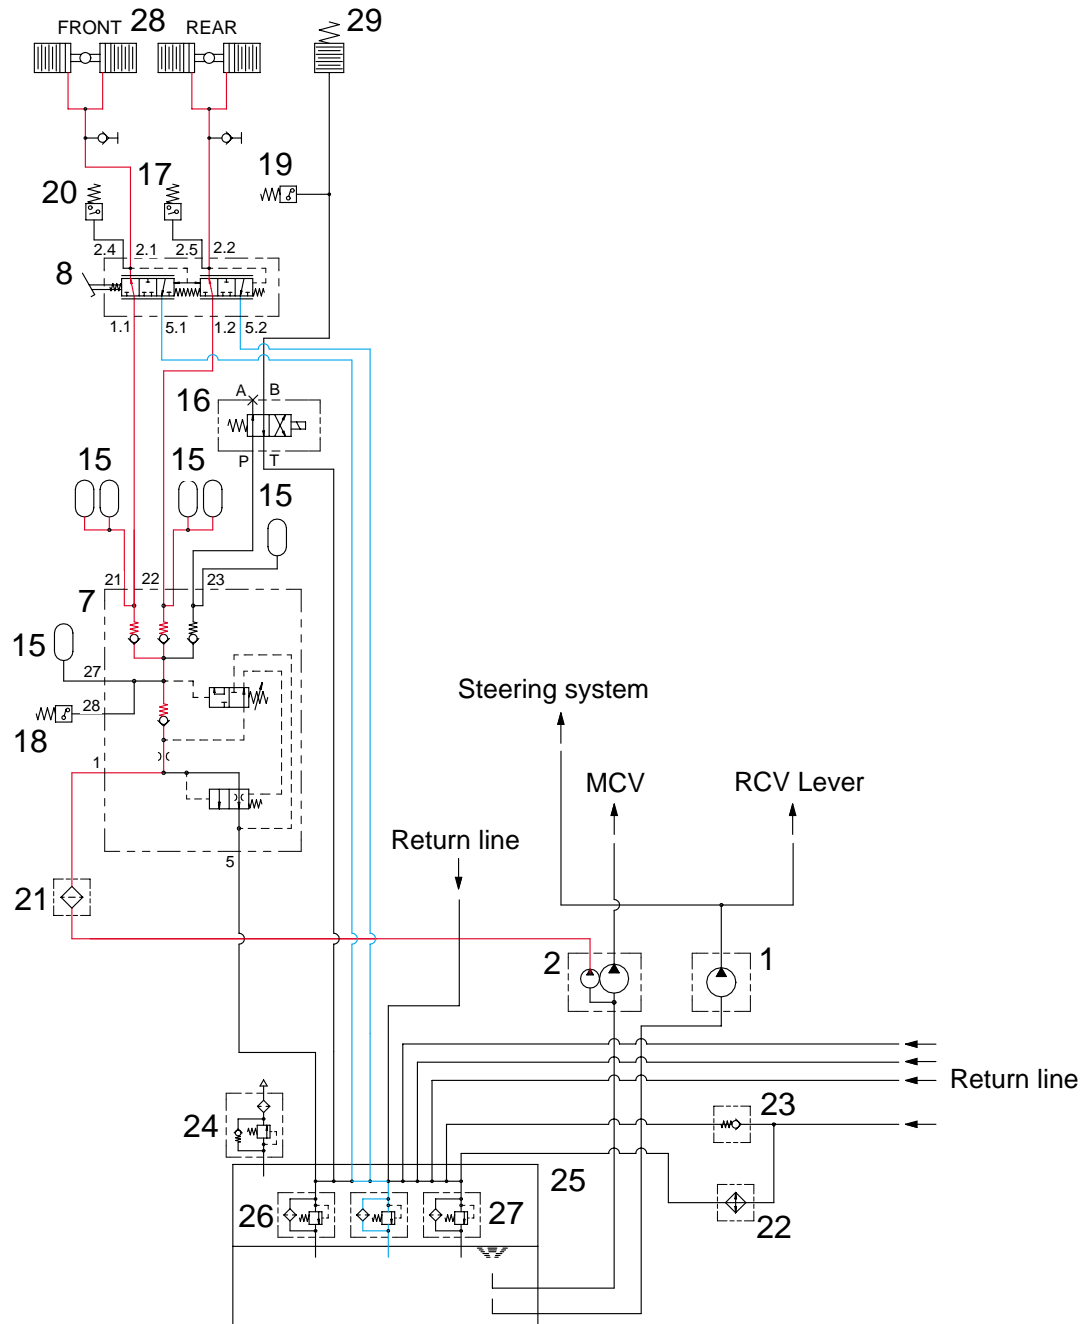 FRONT 28 REAR 29
20 17 19
2.4 2.1 2.5 2.2
8
1.1 5.1 1.2 5.2
16 A B
P T
15 15 15
21 22 23
7
15 27
28
18
1
5
21
Steering system
MCV RCV Lever
Return line
2 1
Return line
24 23
25
26 27 22